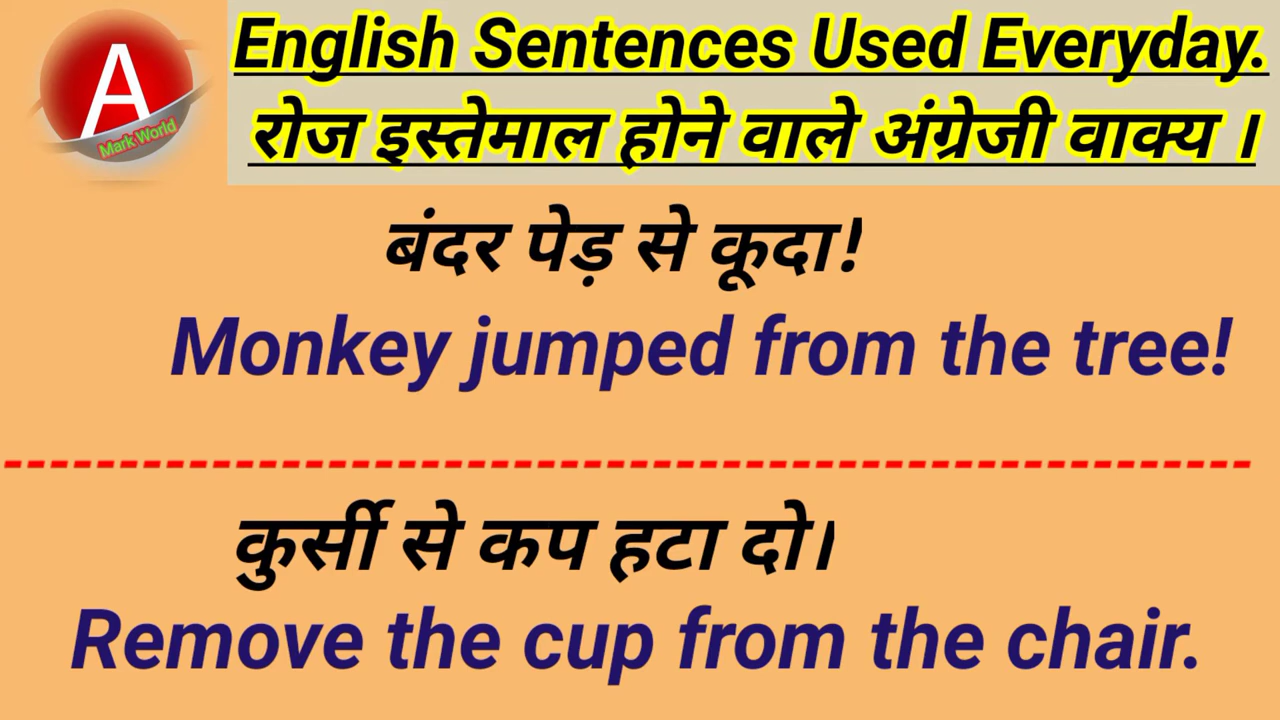 A
Mark World
English Sentences Used Everyday.
रोज इस्तेमाल होने वाले अंग्रेजी वाक्य ।
बंदर पेड़ से कूदा!
Monkey jumped from the tree!
कुर्सी से कप हटा दो।
Remove the cup from the chair.